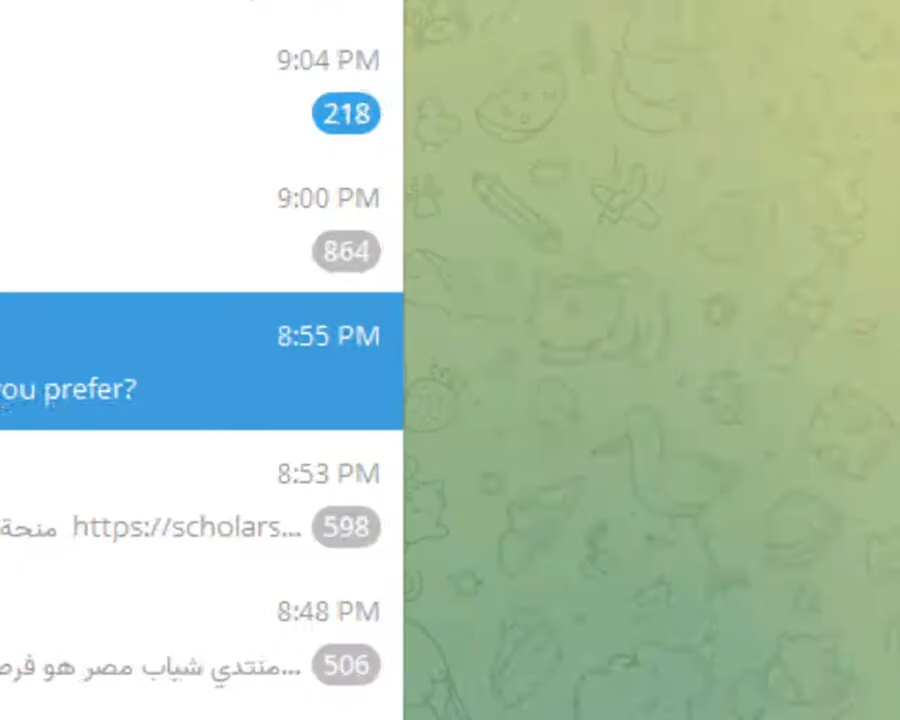 9:04 PM
218
9:00 PM
864
8:55 PM
you prefer?
8:53 PM
منحة https://scholars... 598
8:48 PM
منتدي شباب مصر هو فرص... 506